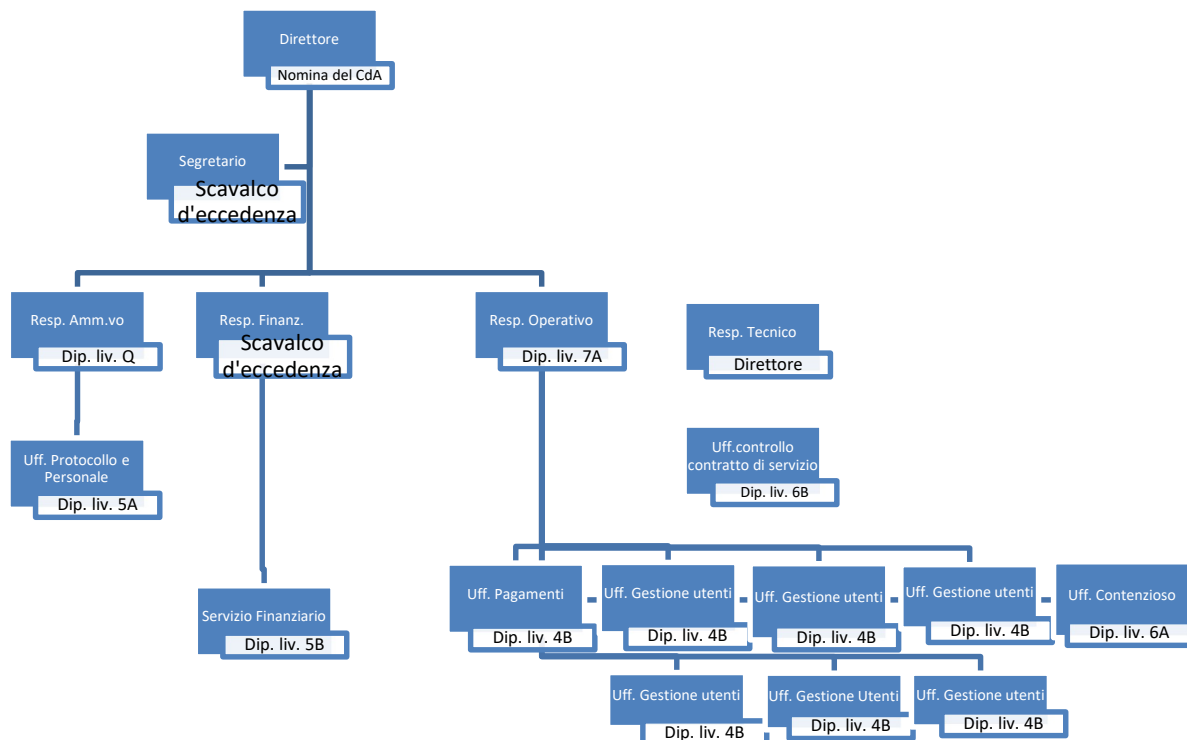 Direttore
Nomina del CdA
Segretario
Scavalco
d'eccedenza
Resp. Amm.vo
Dip. liv. Q
Resp. Finanz.
Scavalco
d'eccedenza
Resp. Operativo
Dip. liv. 7A
Resp. Tecnico
Direttore
Uff. Protocollo e
Personale
Dip. liv. 5A
Uff.controllo
contratto di servizio
Dip. liv. 6B
Servizio Finanziario
Dip. liv. 5B
Uff. Pagamenti
Dip. liv. 4B
Uff. Gestione utenti
Dip. liv. 4B
Uff. Gestione utenti
Dip. liv. 4B
Uff. Gestione utenti
Dip. liv. 4B
Uff. Contenzioso
Dip. liv. 6A
Uff. Gestione utenti
Dip. liv. 4B
Uff. Gestione Utenti
Dip. liv. 4B
Uff. Gestione utenti
Dip. liv. 4B